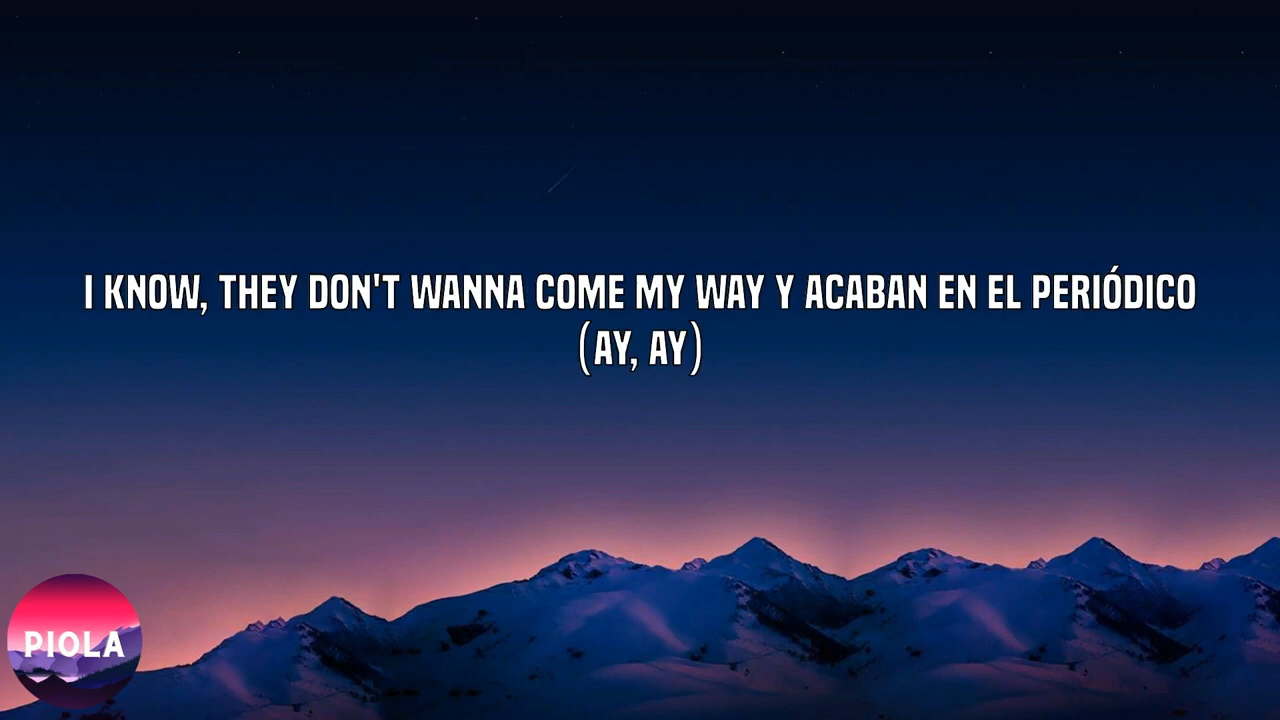 I KNOW, THEY DON'T WANNA COME MY WAY Y ACABAN EN EL PERIÓDICO
(AY, AY)
PIOLA